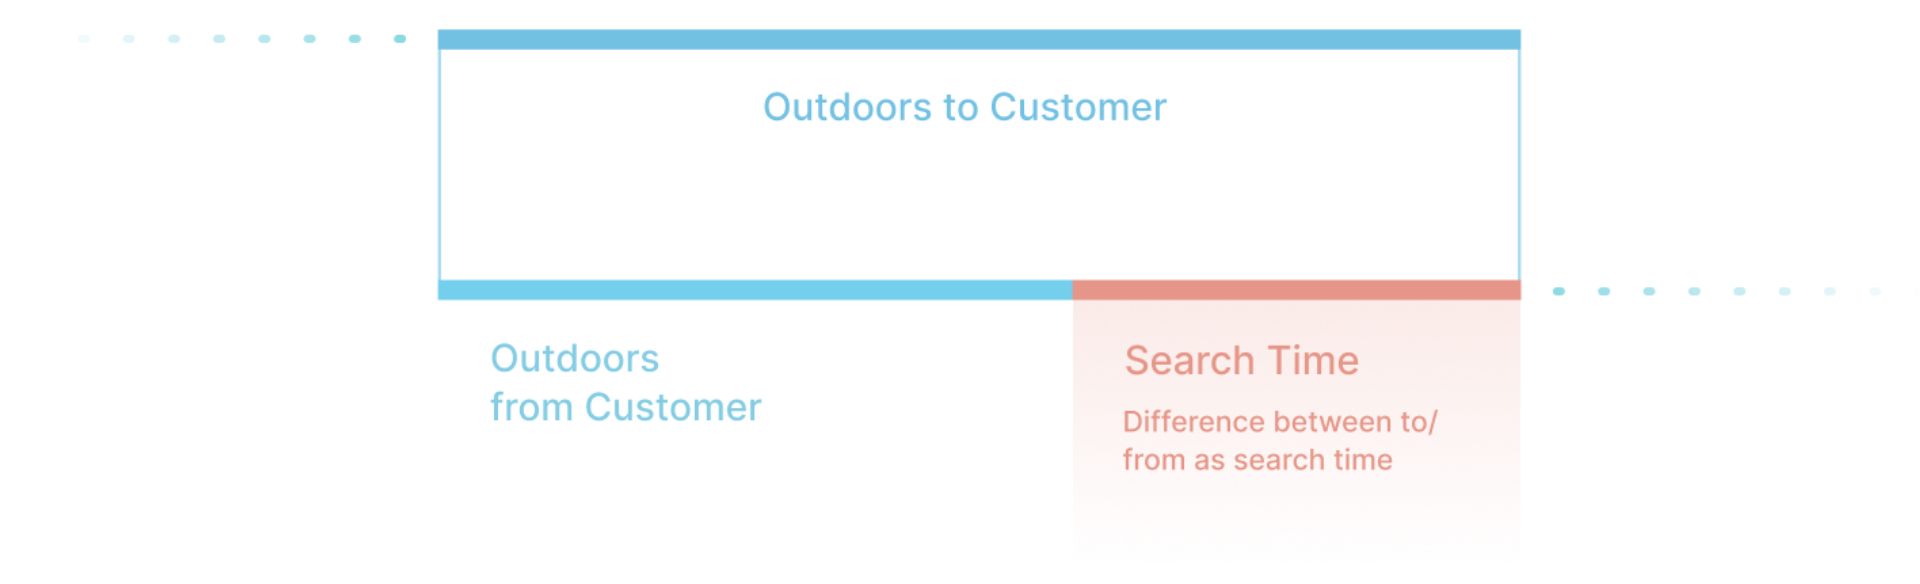 Outdoors to Customer
Outdoors
from Customer
Search Time
Difference between to/
from as search time